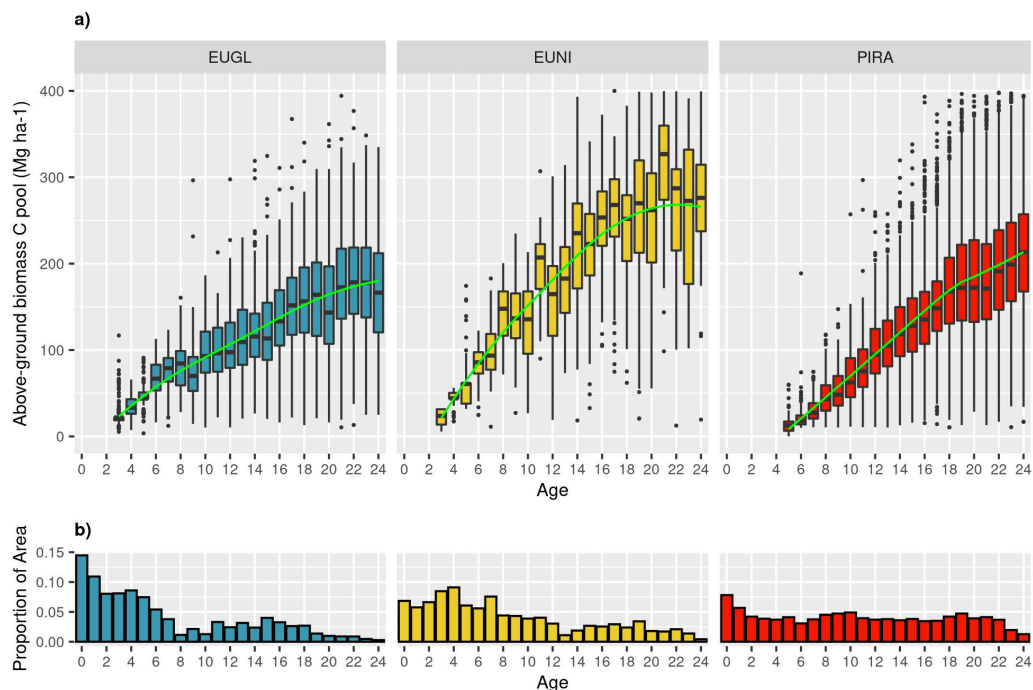 a)
EUGL EUNI PIRA
Above-ground biomass C pool (Mg ha-1)
400
300
200
100
0
0 2 4 6 8 10 12 14 16 18 20 22 24 0 2 4 6 8 10 12 14 16 18 20 22 24 0 2 4 6 8 10 12 14 16 18 20 22 24
Age
b)
Proportion of Area
0.15
0.10
0.05
0.00
0 2 4 6 8 10 12 14 16 18 20 22 24 0 2 4 6 8 10 12 14 16 18 20 22 24 0 2 4 6 8 10 12 14 16 18 20 22 24
Age